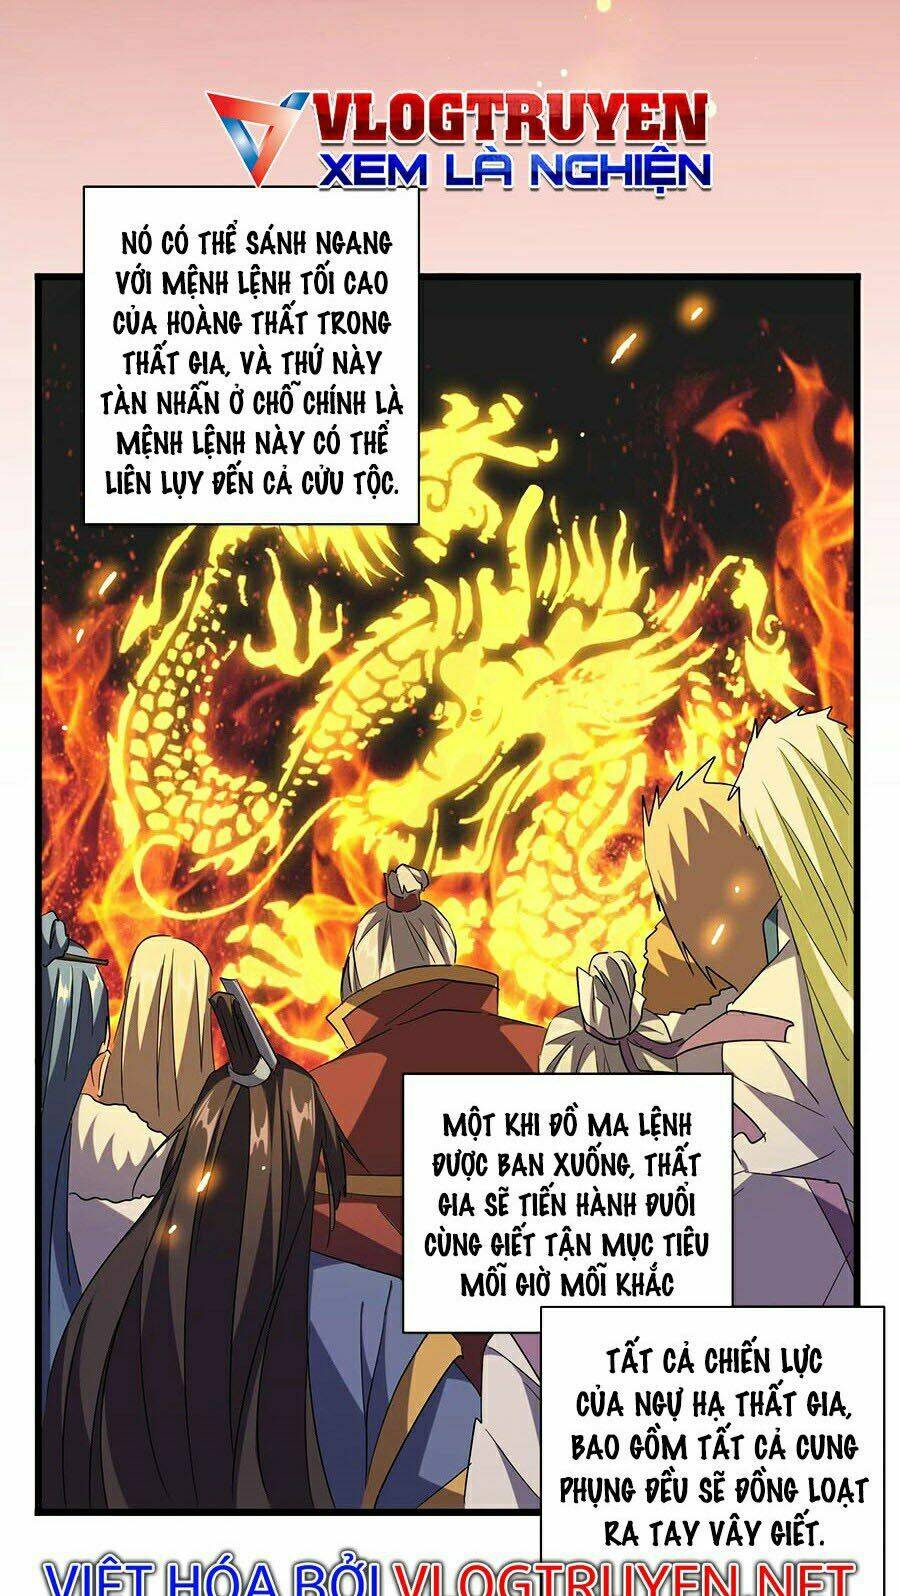 VLOGTRUYEN
XEM LÀ NGHIỆN
NÓ CÓ THỂ SÁNH NGANG
VỚI MỆNH LỆNH TỐI CAO
CỦA HOÀNG THẤT TRONG
THẤT GIA, VÀ THỨ NÀY
TÀN NHẪN Ở CHỖ CHÍNH LÀ
MỆNH LỆNH NÀY CÓ THỂ
LIÊN LỤY ĐẾN CẢ CỬU TỘC.
MỘT KHI ĐỒ MA LỆNH
ĐƯỢC BAN XUỐNG, THẤT
GIA SẼ TIẾN HÀNH ĐUỔI
CÙNG GIẾT TẬN MỤC TIÊU
MỖI GIỜ MỖI KHẮC
TẤT CẢ CHIẾN LỰC
CỦA NGỰ HẠ THẤT GIA,
BAO GỒM TẤT CẢ CUNG
PHỤNG ĐỀU SẼ ĐỒNG LOẠT
RA TAY VÂY GIẾT.
VIỆT HÓA BỞI VLOGTRUYEN.NET